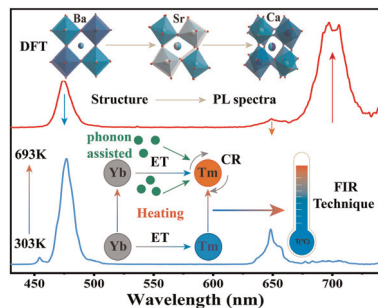 Ba
Sr
Ca
DFT
Structure
PL spectra
phonon
assisted
ET
CR
Yb
Tm
693K
Heating
FIR
Technique
303K
Yb
ET
Tm
450
500
550
600
650
700
Wavelength (nm)